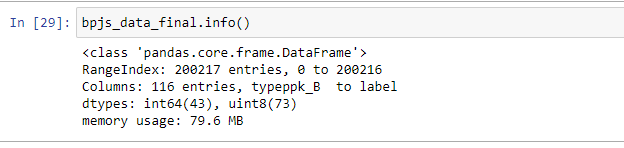 In [29]: bpjs_data_final.info()
<class 'pandas.core.frame.DataFrame'>
RangeIndex: 200217 entries, 0 to 200216
Columns: 116 entries, typeppk_B  to label
dtypes: int64(43), uint8(73)
memory usage: 79.6 MB